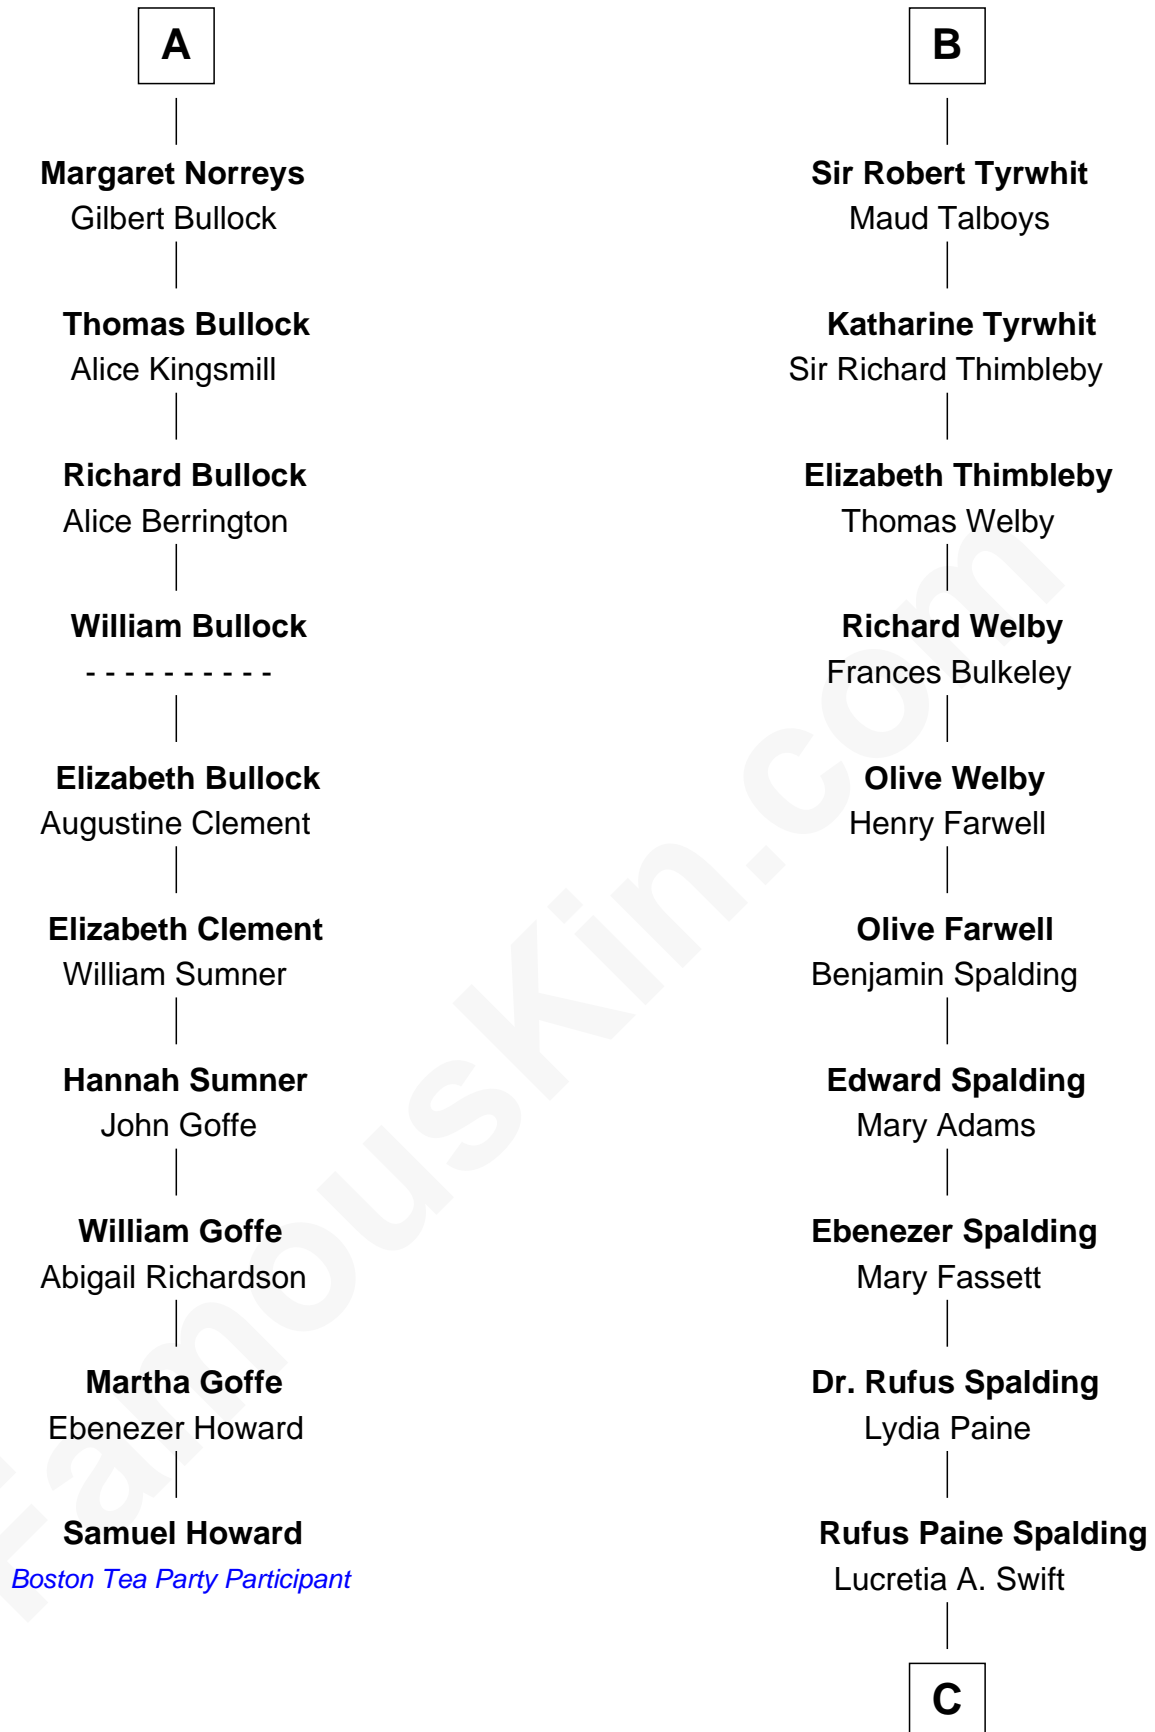 A
Margaret Norreys
Gilbert Bullock
Thomas Bullock
Alice Kingsmill
Richard Bullock
Alice Berrington
William Bullock
- - - - - - - - - -
Elizabeth Bullock
Augustine Clement
Elizabeth Clement
William Sumner
Hannah Sumner
John Goffe
William Goffe
Abigail Richardson
Martha Goffe
Ebenezer Howard
Samuel Howard
Boston Tea Party Participant
B
Sir Robert Tyrwhit
Maud Talboys
Katharine Tyrwhit
Sir Richard Thimbleby
Elizabeth Thimbleby
Thomas Welby
Richard Welby
Frances Bulkeley
Olive Welby
Henry Farwell
Olive Farwell
Benjamin Spalding
Edward Spalding
Mary Adams
Ebenezer Spalding
Mary Fassett
Dr. Rufus Spalding
Lydia Paine
Rufus Paine Spalding
Lucretia A. Swift
C
FamousKin.com